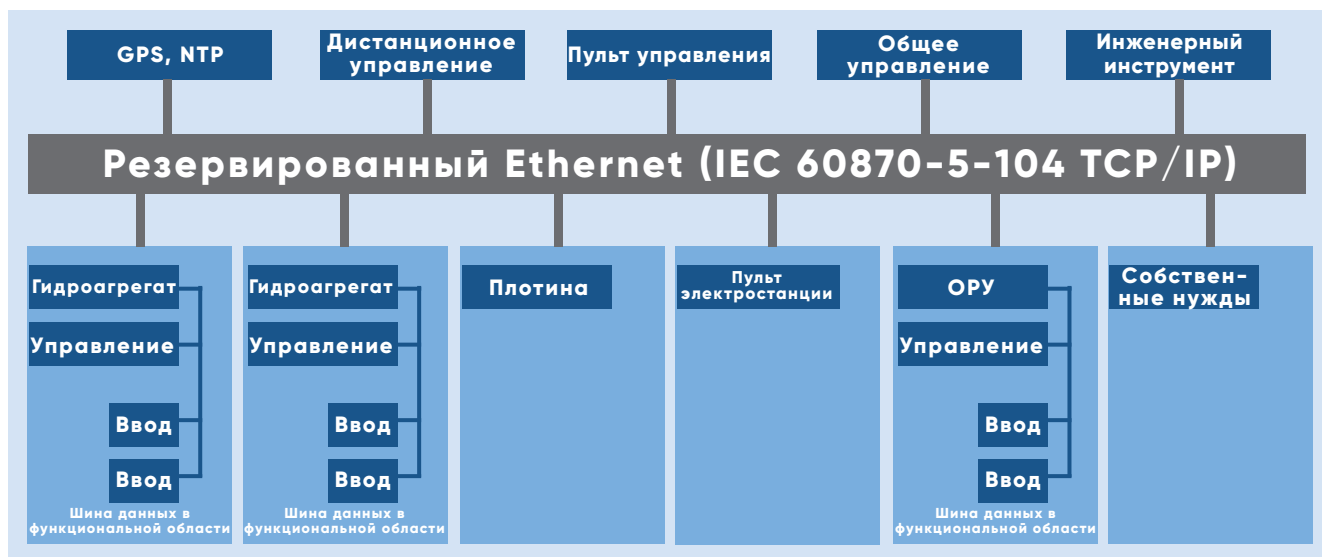 GPS, NTP
Дистанционное
управление
Пульт управления
Общее
управление
Инженерный
инструмент
Резервированный Ethernet (IEC 60870-5-104 TCP/IP)
Гидроагрегат
Управление
Ввод
Ввод
Шина данных в
функциональной области
Гидроагрегат
Управление
Ввод
Ввод
Шина данных в
функциональной области
Плотина
Пульт
электростанции
ОРУ
Управление
Ввод
Ввод
Шина данных в
функциональной области
Собствен-
ные нужды